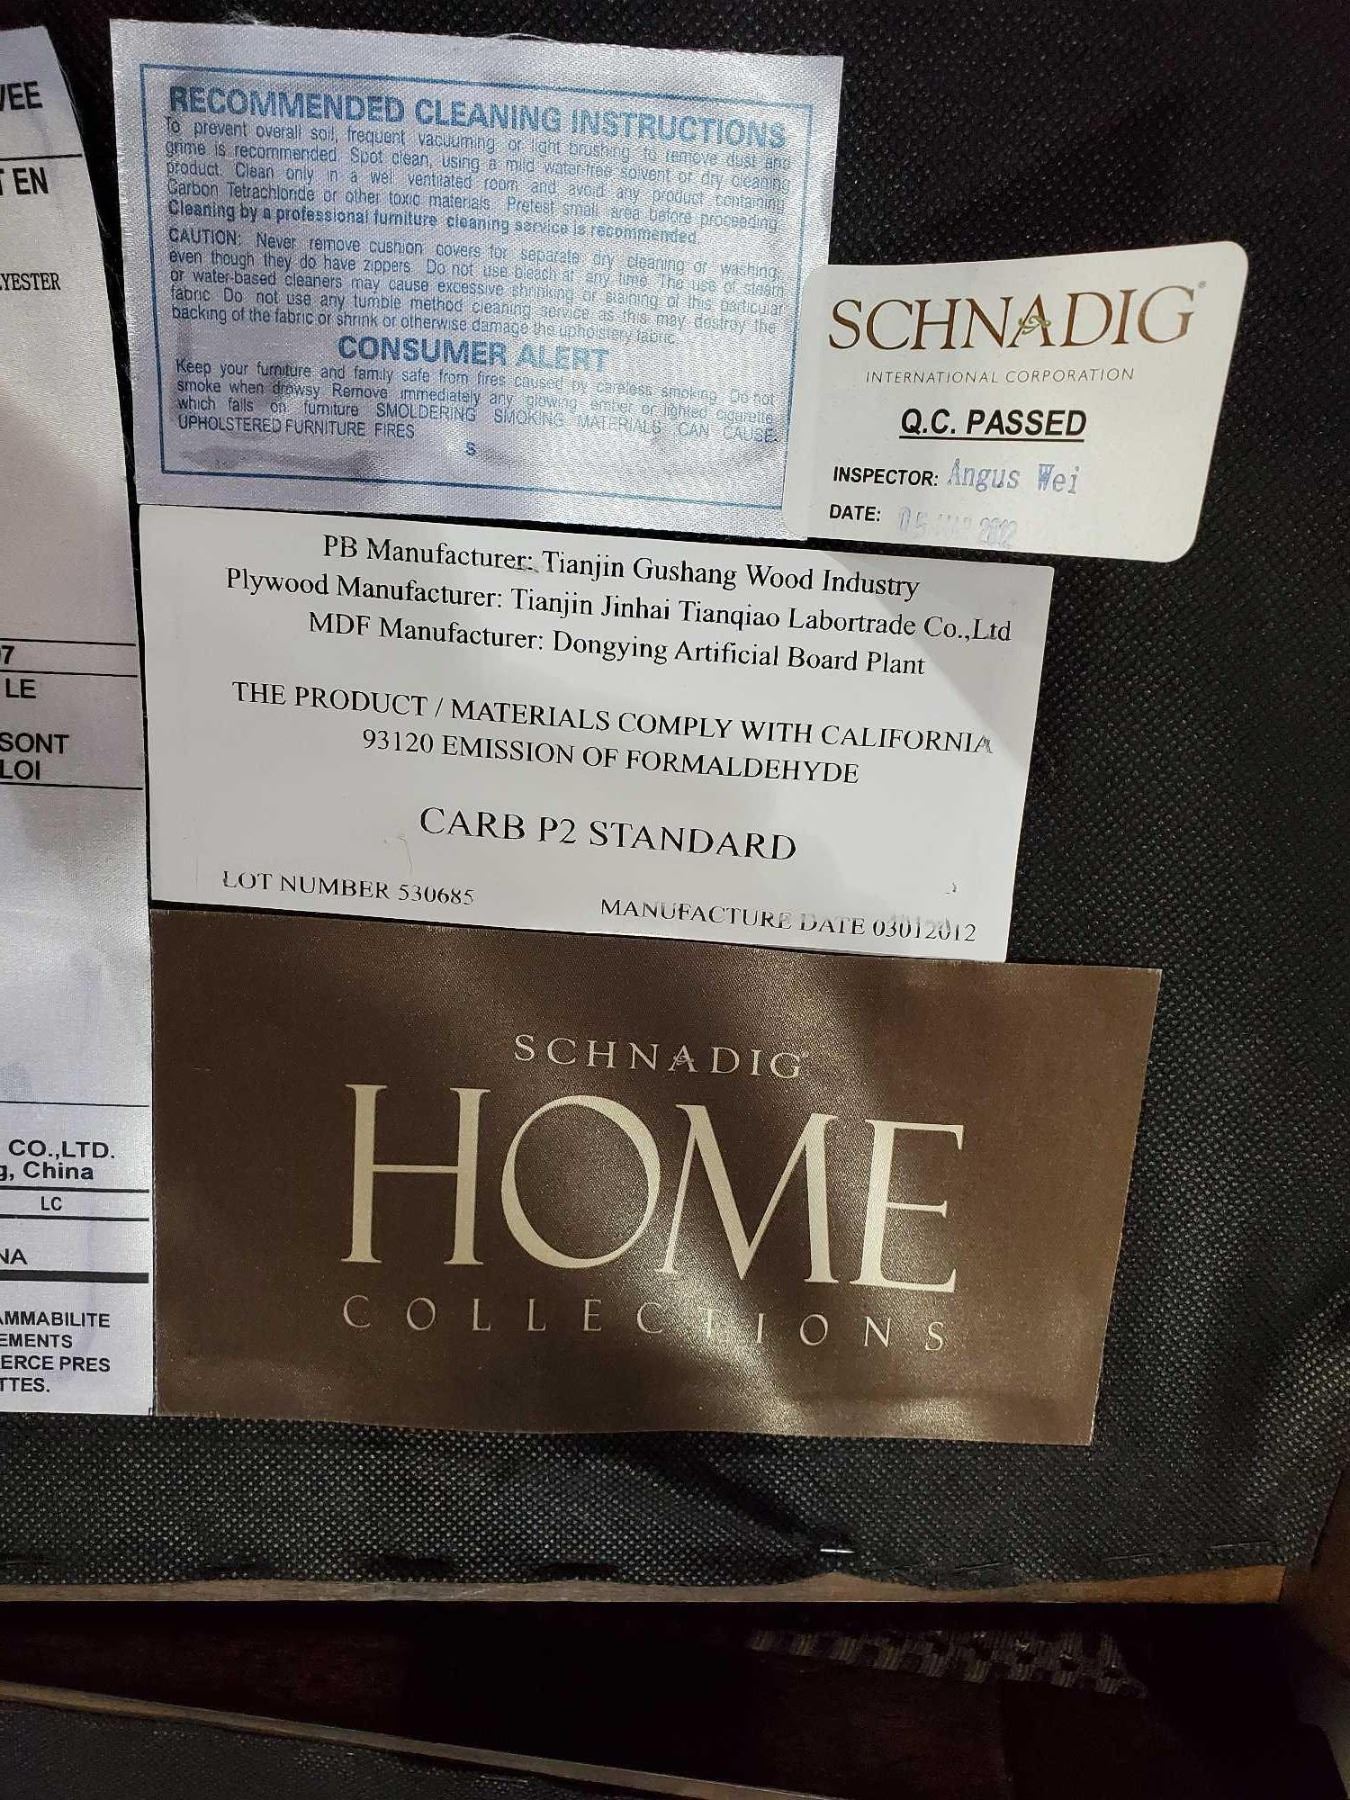 VEE
T EN
YESTER
97
LE
SONT
LOI
CO.,LTD.
g, China
LC
NA
AMMABILITE
EMENTS
ERCE PRES
TTES.
RECOMMENDED CLEANING INSTRUCTIONS
To prevent overall soil, frequent vacuuming or light brushing to remove dust and
grime is recommended. Spot clean, using a mild water-free solvent or dry cleaning
product. Clean only in a well ventilated room and avoid any product containing
Carbon Tetrachloride or other toxic materials. Pretest small area before proceeding.
Cleaning by a professional furniture cleaning service is recommended.
CAUTION: Never remove cushion covers for separate dry cleaning or washing,
even though they do have zippers. Do not use bleach at any time. The use of steam
or water-based cleaners may cause excessive shrinking or staining of this particular
fabric. Do not use any tumble method cleaning service as this may destroy the
backing of the fabric or shrink or otherwise damage the upholstery fabric.
CONSUMER ALERT
Keep your furniture and family safe from fires caused by careless smoking. Do not
smoke when drowsy. Remove immediately any glowing ember or lighted cigarette
which falls on furniture. SMOLDERING SMOKING MATERIALS CAN CAUSE
UPHOLSTERED FURNITURE FIRES
S
SCHNADIG®
INTERNATIONAL CORPORATION
Q.C. PASSED
INSPECTOR: Angus Wei
DATE: 05 2012
PB Manufacturer: Tianjin Gushang Wood Industry
Plywood Manufacturer: Tianjin Jinhai Tianqiao Labortrade Co.,Ltd
MDF Manufacturer: Dongying Artificial Board Plant
THE PRODUCT / MATERIALS COMPLY WITH CALIFORNIA
93120 EMISSION OF FORMALDEHYDE
CARB P2 STANDARD
LOT NUMBER 530685
MANUFACTURE DATE 03012012
SCHNADIG®
HOME
COLLECTIONS